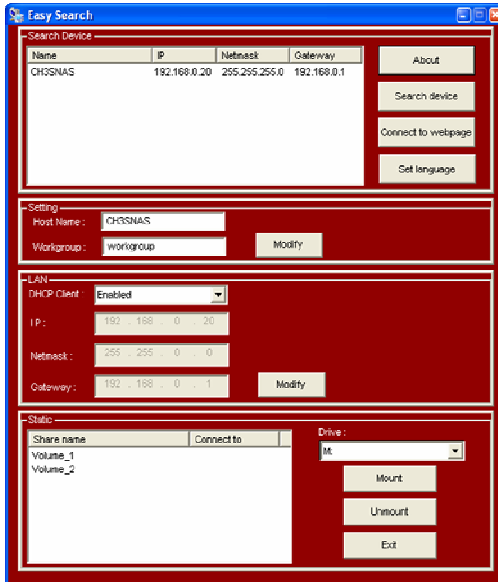 Easy Search
Search Device
Name IP Netmask Gateway
CH3SNAS 192.168.0.20 255.255.255.0 192.168.0.1
About
Search device
Connect to webpage
Set language
Setting
Host Name : CH3SNAS
Workgroup : workgroup
Modify
LAN
DHCP Client : Enabled
IP : 192 . 168 . 0 . 20
Netmask : 255 . 255 . 0 . 0
Gateway : 192 . 168 . 0 . 1
Modify
Static
Share name Connect to
Volume_1
Volume_2
Drive :
M:
Mount
Unmount
Exit